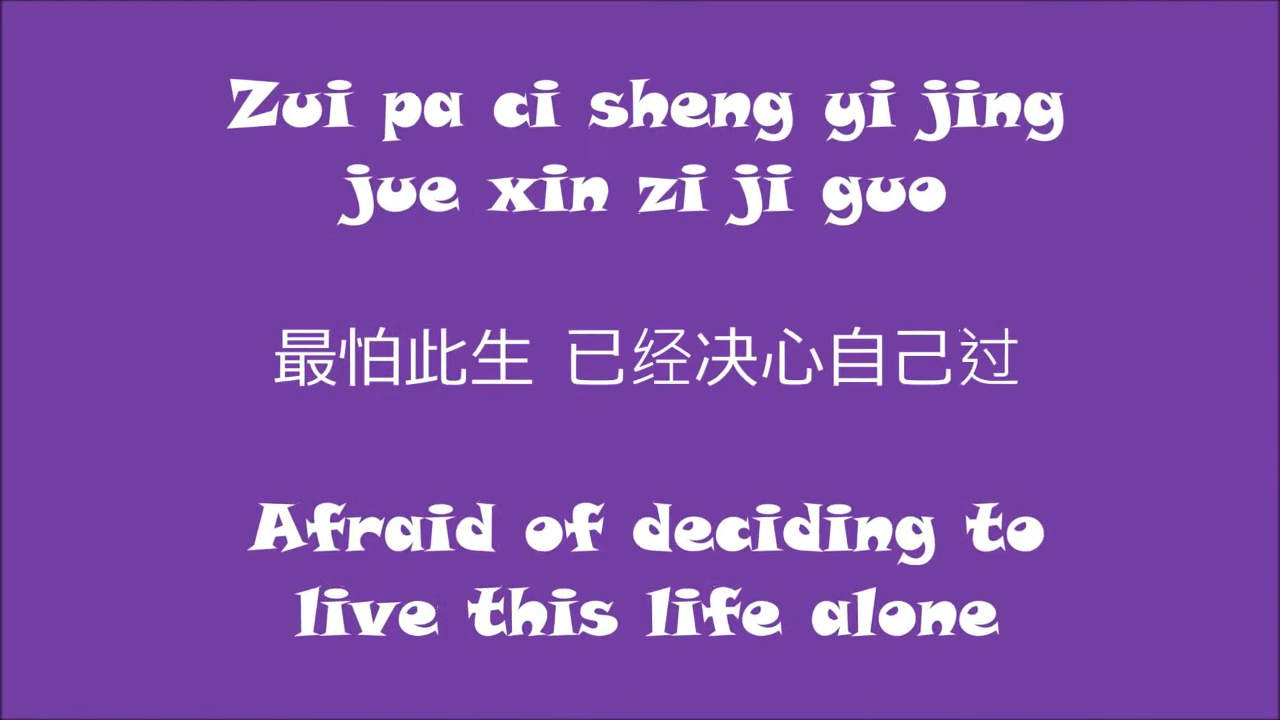 Zui pa ci sheng yi jing
jue xin zi ji guo
最怕此生 已经决心自己过
Afraid of deciding to
live this life alone